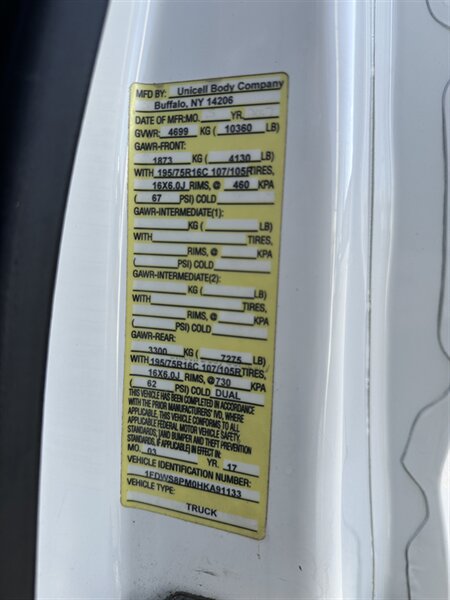 MFD BY: Unicell Body Company
Buffalo, NY 14206
DATE OF MFR:MO. YR.
GVWR: 4699 KG ( 10360 LB)
GAWR-FRONT:
1873 KG ( 4130 LB)
WITH 195/75R16C 107/105R TIRES,
16X6.0J RIMS, @ 460 KPA
( 67 PSI) COLD
GAWR-INTERMEDIATE(1):
KG ( LB)
WITH TIRES,
RIMS, @ KPA
( PSI) COLD
GAWR-INTERMEDIATE(2):
KG ( LB)
WITH TIRES,
RIMS, @ KPA
( PSI) COLD
GAWR-REAR:
3300 KG ( 7275 LB)
WITH 195/75R16C 107/105R TIRES,
16X6.0J RIMS, @ 730 KPA
( 62 PSI) COLD DUAL
THIS VEHICLE HAS BEEN COMPLETED IN ACCORDANCE
WITH THE PRIOR MANUFACTURERS' IVD, WHERE
APPLICABLE. THIS VEHICLE CONFORMS TO ALL
APPLICABLE FEDERAL MOTOR VEHICLE SAFETY
STANDARDS, [AND BUMPER AND THEFT PREVENTION
STANDARDS, IF APPLICABLE] IN EFFECT IN
MO. 03 YR. 17
VEHICLE IDENTIFICATION NUMBER:
1FDWS8PM0HKA91133
VEHICLE TYPE:
TRUCK